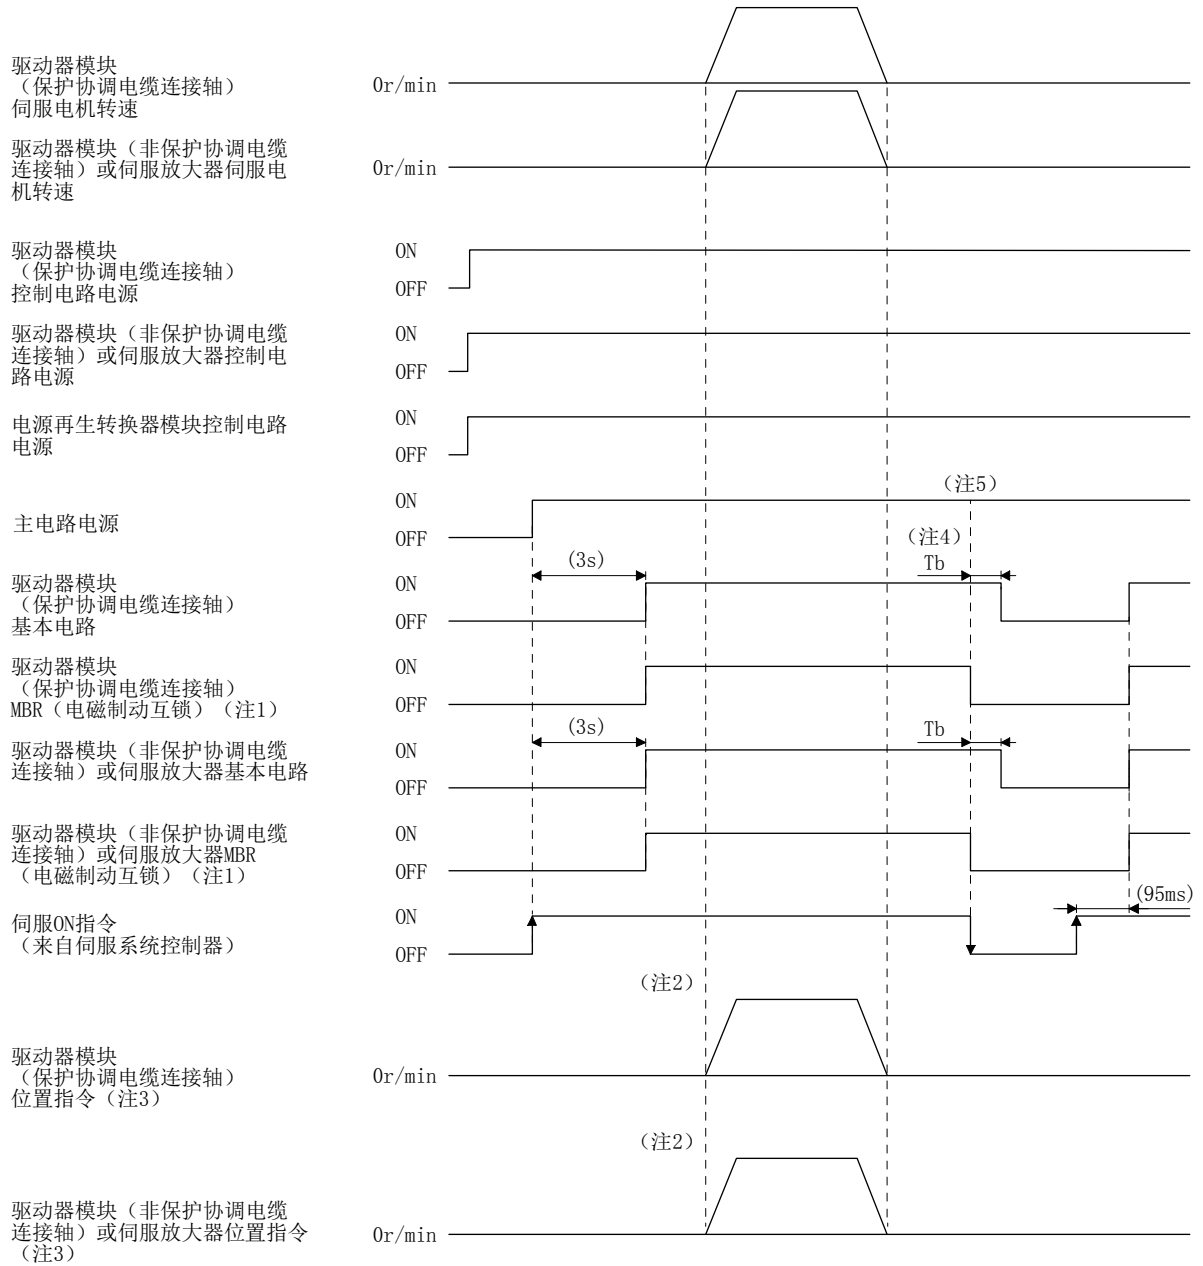 驱动器模块
（保护协调电缆连接轴）
伺服电机转速
0r/min
驱动器模块（非保护协调电缆
连接轴）或伺服放大器伺服电
机转速
0r/min
驱动器模块
（保护协调电缆连接轴）
控制电路电源
ON
OFF
驱动器模块（非保护协调电缆
连接轴）或伺服放大器控制电
路电源
ON
OFF
电源再生转换器模块控制电路
电源
ON
OFF
主电路电源
ON
OFF
（注5）
（注4）
驱动器模块
（保护协调电缆连接轴）
基本电路
ON
OFF
(3s)
Tb
驱动器模块
（保护协调电缆连接轴）
MBR（电磁制动互锁）（注1）
ON
OFF
驱动器模块（非保护协调电缆
连接轴）或伺服放大器基本电路
ON
OFF
(3s)
Tb
驱动器模块（非保护协调电缆
连接轴）或伺服放大器MBR
（电磁制动互锁）（注1）
ON
OFF
(95ms)
伺服ON指令
（来自伺服系统控制器）
ON
OFF
（注2）
驱动器模块
（保护协调电缆连接轴）
位置指令（注3）
0r/min
（注2）
驱动器模块（非保护协调电缆
连接轴）或伺服放大器位置指令
（注3）
0r/min